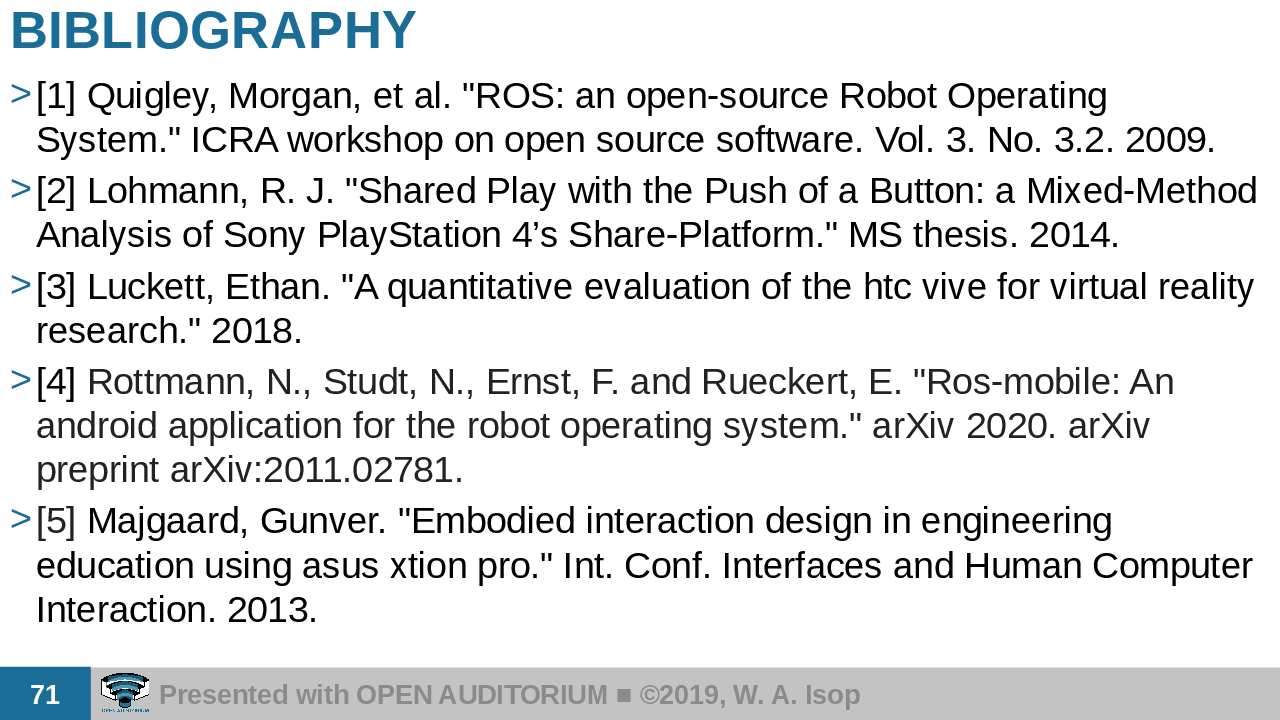 BIBLIOGRAPHY
>[1] Quigley, Morgan, et al. "ROS: an open-source Robot Operating
System." ICRA workshop on open source software. Vol. 3. No. 3.2. 2009.
>[2] Lohmann, R. J. "Shared Play with the Push of a Button: a Mixed-Method
Analysis of Sony PlayStation 4’s Share-Platform." MS thesis. 2014.
>[3] Luckett, Ethan. "A quantitative evaluation of the htc vive for virtual reality
research." 2018.
>[4] Rottmann, N., Studt, N., Ernst, F. and Rueckert, E. "Ros-mobile: An
android application for the robot operating system." arXiv 2020. arXiv
preprint arXiv:2011.02781.
>[5] Majgaard, Gunver. "Embodied interaction design in engineering
education using asus xtion pro." Int. Conf. Interfaces and Human Computer
Interaction. 2013.
71
OPEN AUDITORIUM
Presented with OPEN AUDITORIUM ■ ©2019, W. A. Isop